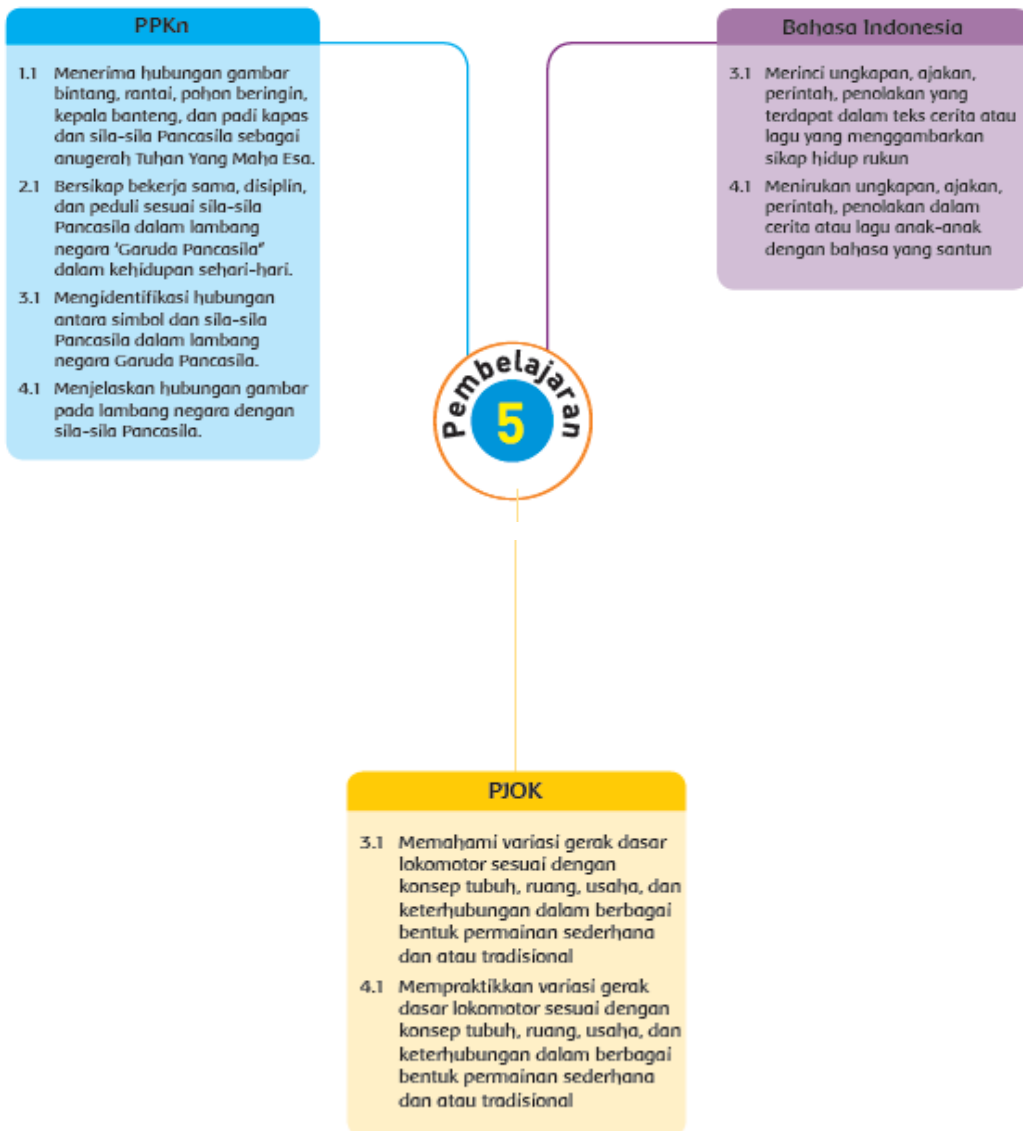 PPKn
1.1 Menerima hubungan gambar
bintang, rantai, pohon beringin,
kepala banteng, dan padi kapas
dan sila-sila Pancasila sebagai
anugerah Tuhan Yang Maha Esa.
2.1 Bersikap bekerja sama, disiplin,
dan peduli sesuai sila-sila
Pancasila dalam lambang
negara ‘Garuda Pancasila”
dalam kehidupan sehari-hari.
3.1 Mengidentifikasi hubungan
antara simbol dan sila-sila
Pancasila dalam lambang
negara Garuda Pancasila.
4.1 Menjelaskan hubungan gambar
pada lambang negara dengan
sila-sila Pancasila.
Bahasa Indonesia
3.1 Merinci ungkapan, ajakan,
perintah, penolakan yang
terdapat dalam teks cerita atau
lagu yang menggambarkan
sikap hidup rukun
4.1 Menirukan ungkapan, ajakan,
perintah, penolakan dalam
cerita atau lagu anak-anak
dengan bahasa yang santun
Pembelajaran
5
PJOK
3.1 Memahami variasi gerak dasar
lokomotor sesuai dengan
konsep tubuh, ruang, usaha, dan
keterhubungan dalam berbagai
bentuk permainan sederhana
dan atau tradisional
4.1 Mempraktikkan variasi gerak
dasar lokomotor sesuai dengan
konsep tubuh, ruang, usaha, dan
keterhubungan dalam berbagai
bentuk permainan sederhana
dan atau tradisional